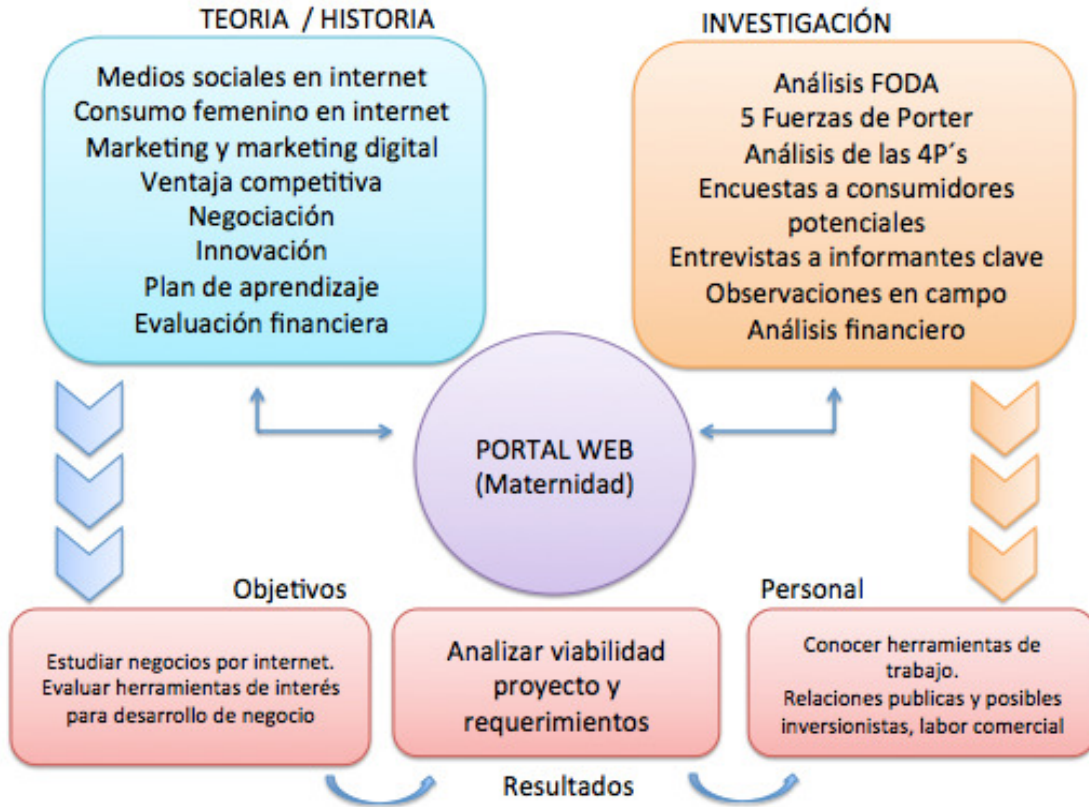 TEORIA / HISTORIA
Medios sociales en internet
Consumo femenino en internet
Marketing y marketing digital
Ventaja competitiva
Negociación
Innovación
Plan de aprendizaje
Evaluación financiera
INVESTIGACIÓN
Análisis FODA
5 Fuerzas de Porter
Análisis de las 4P´s
Encuestas a consumidores
potenciales
Entrevistas a informantes clave
Observaciones en campo
Análisis financiero
PORTAL WEB
(Maternidad)
Objetivos
Estudiar negocios por internet.
Evaluar herramientas de interés
para desarrollo de negocio
Analizar viabilidad
proyecto y
requerimientos
Personal
Conocer herramientas de
trabajo.
Relaciones publicas y posibles
inversionistas, labor comercial
Resultados